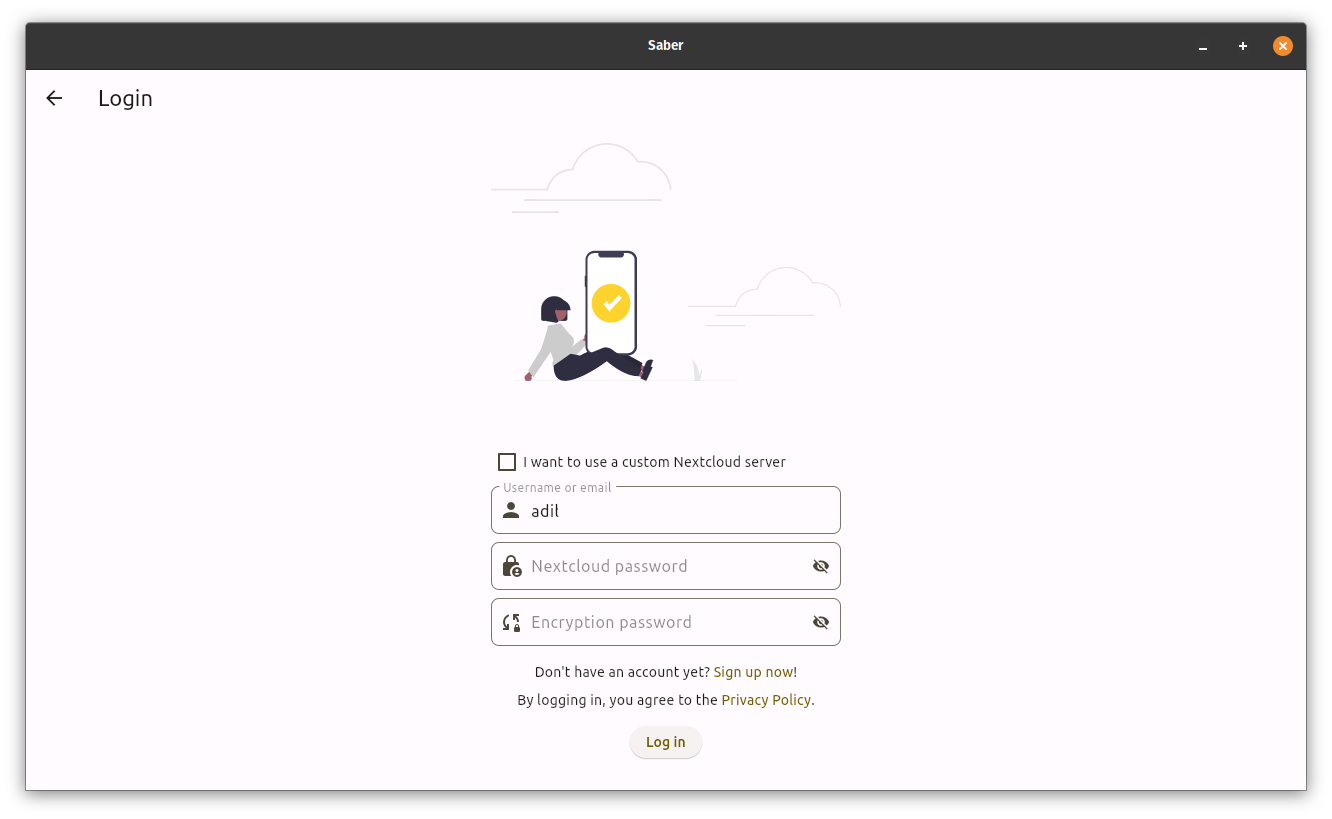 Saber
Login
I want to use a custom Nextcloud server
Username or email
adił
Nextcloud password
Encryption password
Don't have an account yet? Sign up now!
By logging in, you agree to the Privacy Policy.
Log in